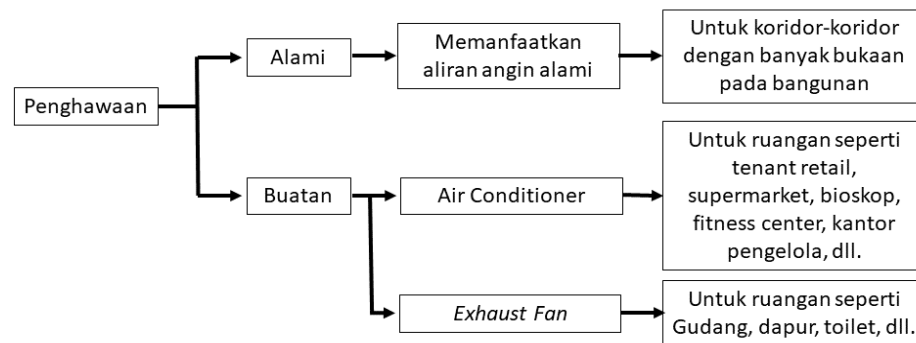 Penghawaan
Alami
Memanfaatkan
aliran angin alami
Untuk koridor-koridor
dengan banyak bukaan
pada bangunan
Buatan
Air Conditioner
Untuk ruangan seperti
tenant retail,
supermarket, bioskop,
fitness center, kantor
pengelola, dll.
Exhaust Fan
Untuk ruangan seperti
Gudang, dapur, toilet, dll.